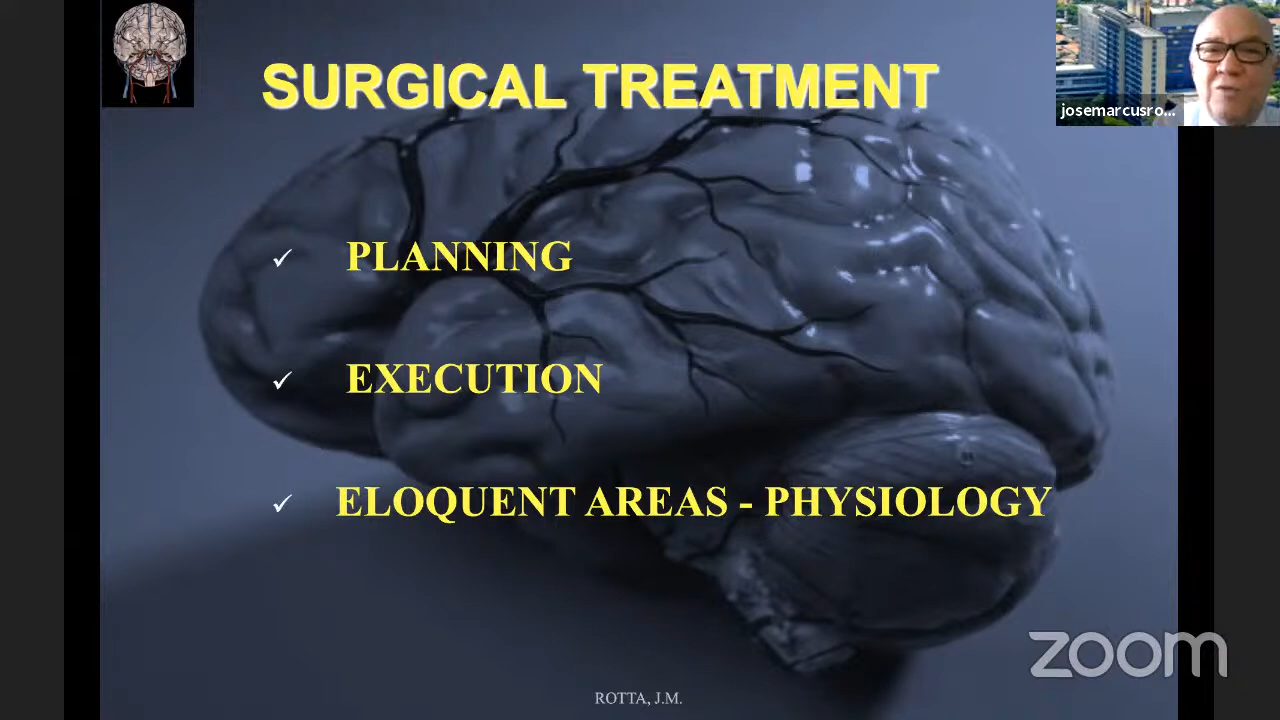 SURGICAL TREATMENT
josemarcusro...
✓ PLANNING
✓ EXECUTION
✓ ELOQUENT AREAS - PHYSIOLOGY
zoom
ROTTA, J.M.